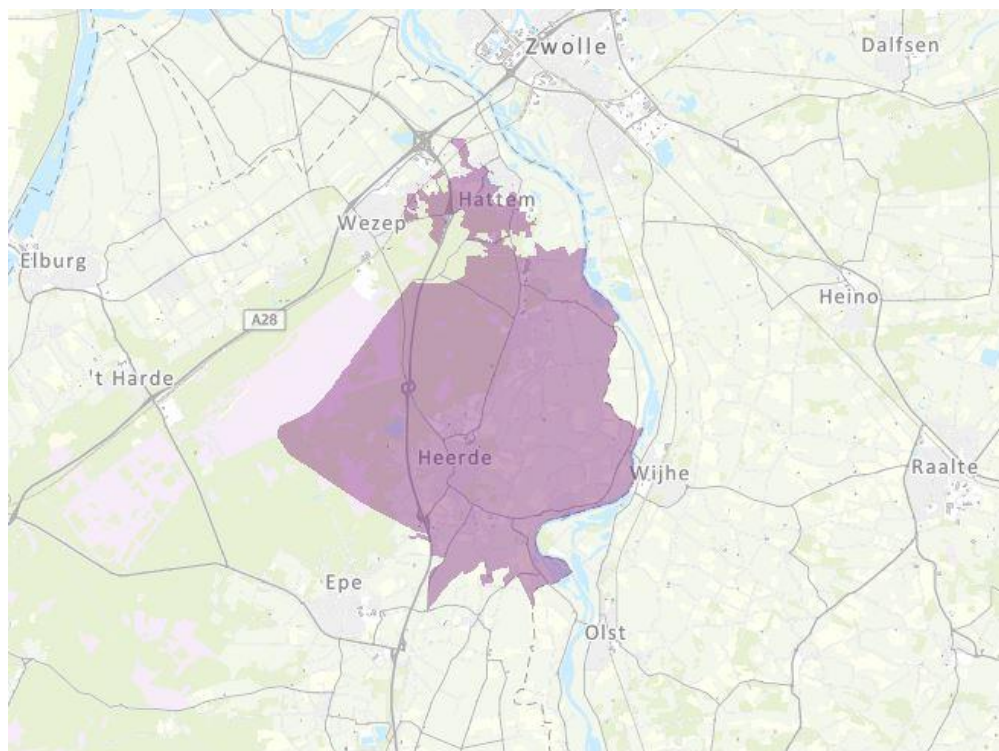 Zwolle
Dalfsen
Hattem
Wezep
Elburg
Heino
A28
't Harde
Heerde
Wijhe
Raalte
Epe
Olst